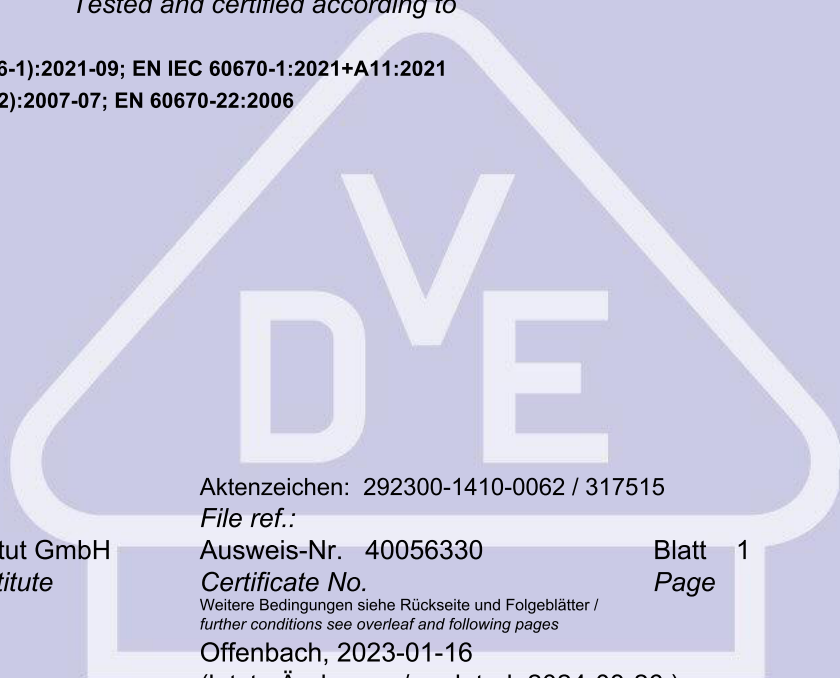 Tested and certified according to
6-1):2021-09; EN IEC 60670-1:2021+A11:2021
2):2007-07; EN 60670-22:2006
VDE
Aktenzeichen: 292300-1410-0062 / 317515
File ref.:
tut GmbH Ausweis-Nr. 40056330 Blatt 1
titute Certificate No. Page
Weitere Bedingungen siehe Rückseite und Folgeblätter /
further conditions see overleaf and following pages
Offenbach, 2023-01-16